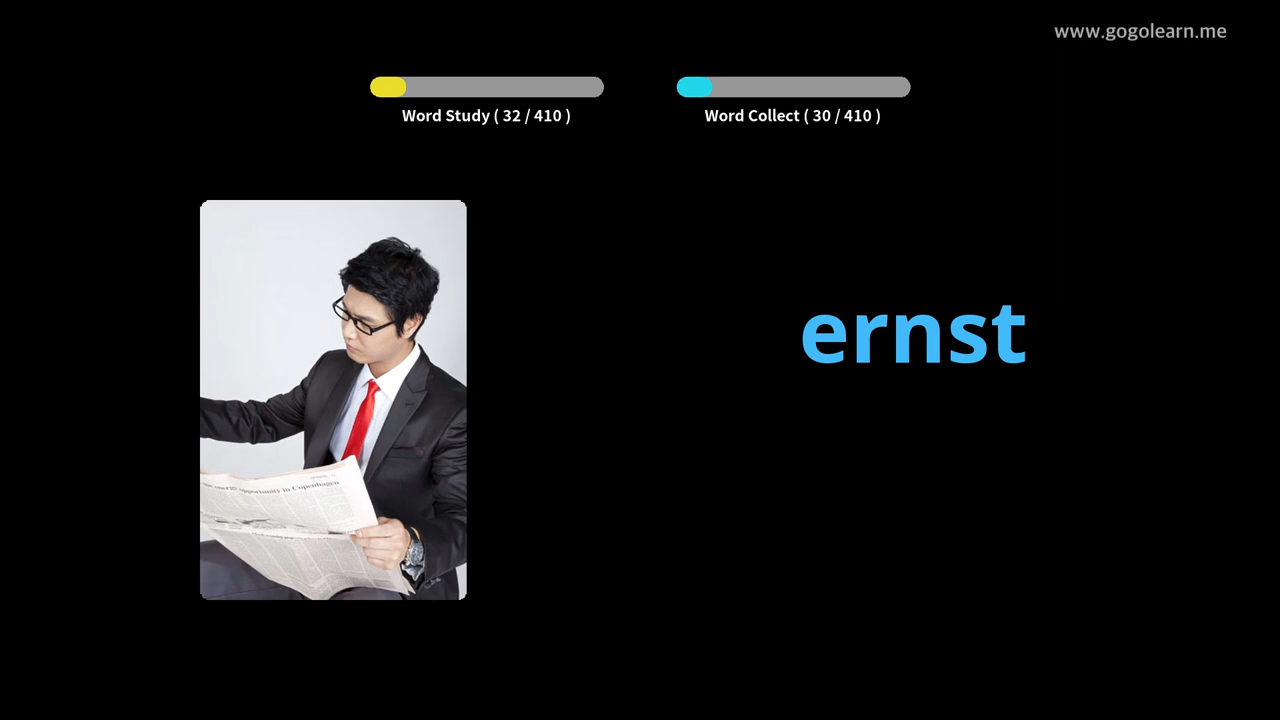 www.gogolearn.me
Word Study ( 32 / 410 )
Word Collect ( 30 / 410 )
ernst
opportunity in Copenhagen